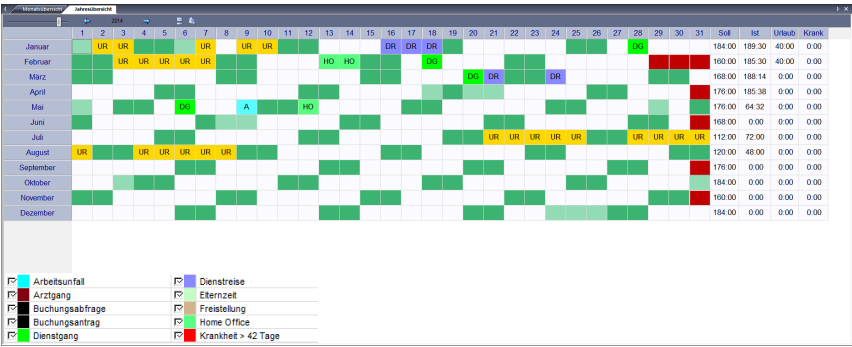 Monatsübersicht Jahresübersicht
2014
1 2 3 4 5 6 7 8 9 10 11 12 13 14 15 16 17 18 19 20 21 22 23 24 25 26 27 28 29 30 31 Soll Ist Urlaub Krank
Januar UR UR UR UR UR DR DR DR DG 184:00 189:30 40:00 0:00
Februar UR UR UR UR UR HO HO DG 160:00 185:30 40:00 0:00
März DG DR DR 168:00 188:14 0:00 0:00
April 176:00 185:38 0:00 0:00
Mai DG A HO 176:00 64:32 0:00 0:00
Juni 168:00 0:00 0:00 0:00
Juli UR UR UR UR UR UR UR UR UR 112:00 72:00 0:00 0:00
August UR UR UR UR UR UR 120:00 48:00 0:00 0:00
September 176:00 0:00 0:00 0:00
Oktober 184:00 0:00 0:00 0:00
November 160:00 0:00 0:00 0:00
Dezember 184:00 0:00 0:00 0:00
Arbeitsunfall Dienstreise
Arztgang Elternzeit
Buchungsabfrage Freistellung
Buchungsantrag Home Office
Dienstgang Krankheit > 42 Tage